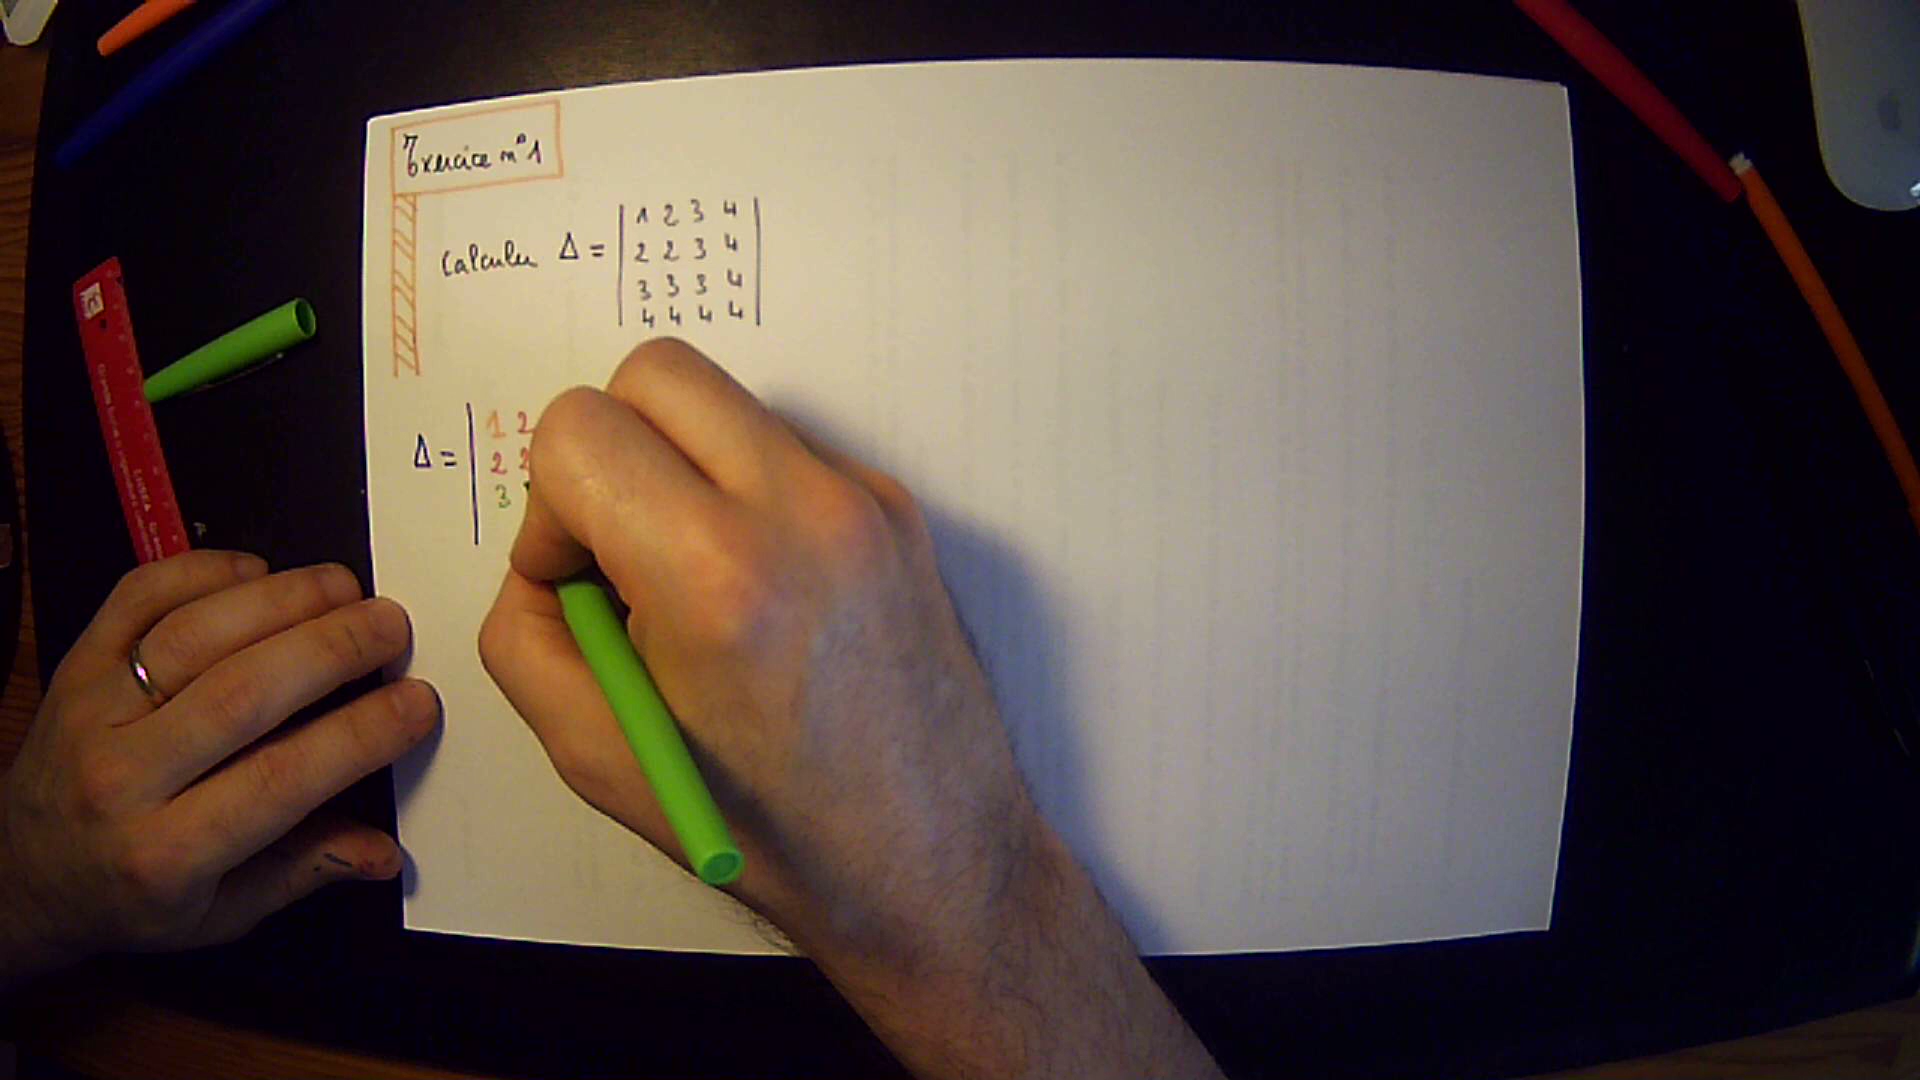 Exercice n°1
Calculer Δ = | 1 2 3 4 |
| 2 2 3 4 |
| 3 3 3 4 |
| 4 4 4 4 |
Δ = | 1 2
2 2
3